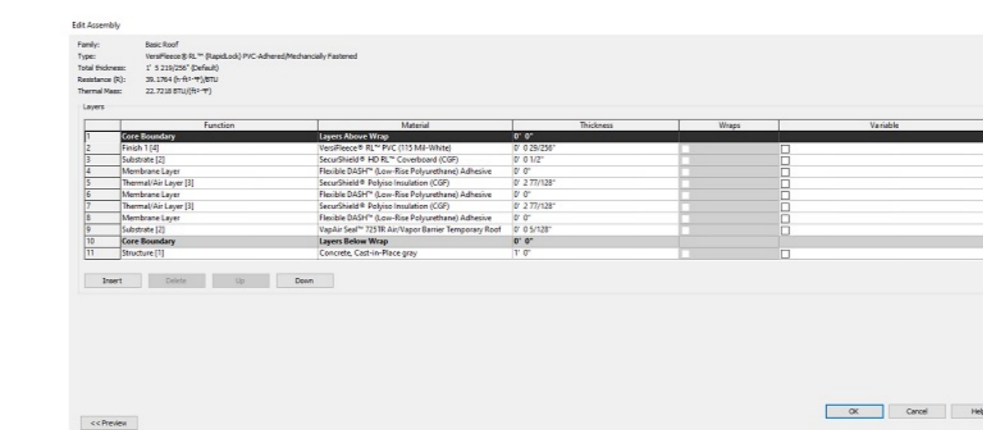 Edit Assembly
Family: Basic Roof
Type: VersiFleece® RL™ (RapidLock) PVC-Adhered/Mechancially Fastened
Total thickness: 1' 5 219/256" (Default)
Resistance (R): 39.1764 (h·ft²·°F)/BTU
Thermal Mass: 22.7218 BTU/(ft²·°F)
Layers
Function Material Thickness Wraps Variable
1 Core Boundary Layers Above Wrap 0' 0"
2 Finish 1 [4] VersiFleece® RL™ PVC (115 Mil-White) 0' 0 29/256"
3 Substrate [2] SecurShield® HD RL™ Coverboard (CGF) 0' 0 1/2"
4 Membrane Layer Flexible DASH™ (Low-Rise Polyurethane) Adhesive 0' 0"
5 Thermal/Air Layer [3] SecurShield® Polyiso Insulation (CGF) 0' 2 77/128"
6 Membrane Layer Flexible DASH™ (Low-Rise Polyurethane) Adhesive 0' 0"
7 Thermal/Air Layer [3] SecurShield® Polyiso Insulation (CGF) 0' 2 77/128"
8 Membrane Layer Flexible DASH™ (Low-Rise Polyurethane) Adhesive 0' 0"
9 Substrate [2] VapAir Seal™ 725TR Air/Vapor Barrier Temporary Roof 0' 0 5/128"
10 Core Boundary Layers Below Wrap 0' 0"
11 Structure [1] Concrete, Cast-in-Place gray 1' 0"
Insert Delete Up Down
OK Cancel Help
<< Preview